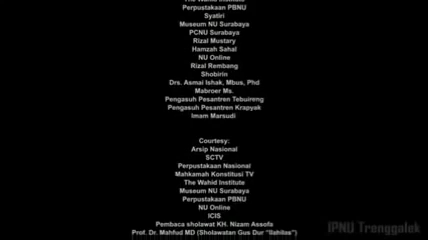 The Wahid Institute
Perpustakaan PBNU
Syatiri
Museum NU Surabaya
PCNU Surabaya
Rizal Mustary
Hamzah Sahal
NU Online
Rizal Rembang
Shobirin
Drs. Asmai Ishak, Mbus, Phd
Mabroer Ms.
Pengasuh Pesantren Tebuireng
Pengasuh Pesantren Krapyak
Imam Marsudi
Courtesy:
Arsip Nasional
SCTV
Perpustakaan Nasional
Mahkamah Konstitusi TV
The Wahid Institute
Museum NU Surabaya
Perpustakaan PBNU
NU Online
ICIS
Pembaca sholawat KH. Nizam Assofa
Prof. Dr. Mahfud MD (Sholawatan Gus Dur "Ilahilas")
IPNU Trenggalek